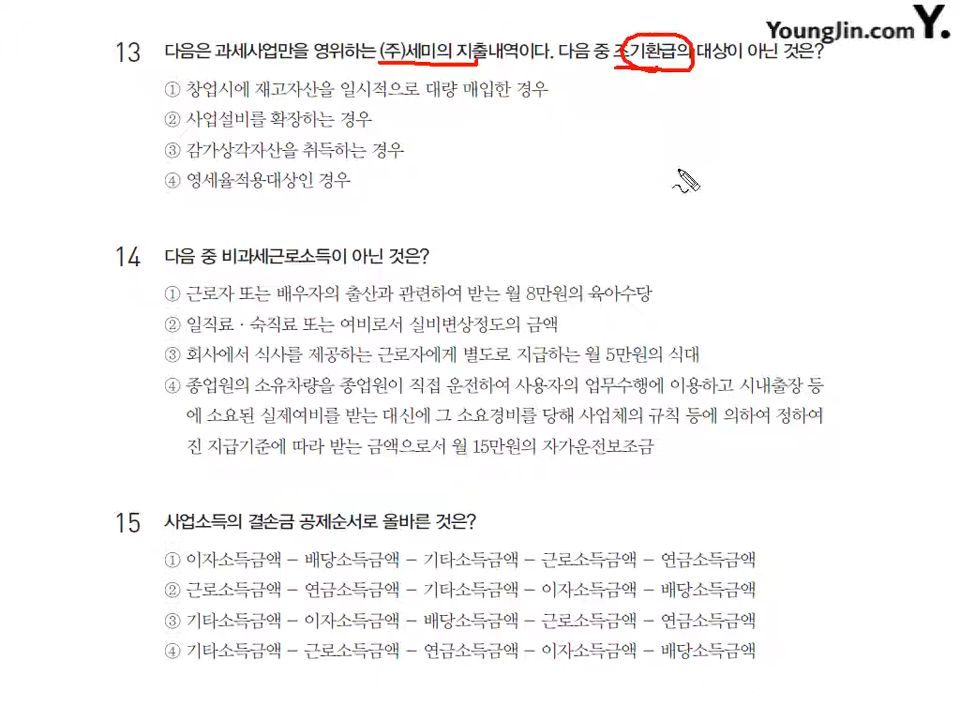 YoungJin.com Y.
13 다음은 과세사업만을 영위하는 (주)세미의 지출내역이다. 다음 중 조기환급의 대상이 아닌 것은?
① 창업시에 재고자산을 일시적으로 대량 매입한 경우
② 사업설비를 확장하는 경우
③ 감가상각자산을 취득하는 경우
④ 영세율적용대상인 경우
14 다음 중 비과세근로소득이 아닌 것은?
① 근로자 또는 배우자의 출산과 관련하여 받는 월 8만원의 육아수당
② 일직료 · 숙직료 또는 여비로서 실비변상정도의 금액
③ 회사에서 식사를 제공하는 근로자에게 별도로 지급하는 월 5만원의 식대
④ 종업원의 소유차량을 종업원이 직접 운전하여 사용자의 업무수행에 이용하고 시내출장 등
에 소요된 실제여비를 받는 대신에 그 소요경비를 당해 사업체의 규칙 등에 의하여 정하여
진 지급기준에 따라 받는 금액으로서 월 15만원의 자가운전보조금
15 사업소득의 결손금 공제순서로 올바른 것은?
① 이자소득금액 – 배당소득금액 – 기타소득금액 – 근로소득금액 – 연금소득금액
② 근로소득금액 – 연금소득금액 – 기타소득금액 – 이자소득금액 – 배당소득금액
③ 기타소득금액 – 이자소득금액 – 배당소득금액 – 근로소득금액 – 연금소득금액
④ 기타소득금액 – 근로소득금액 – 연금소득금액 – 이자소득금액 – 배당소득금액